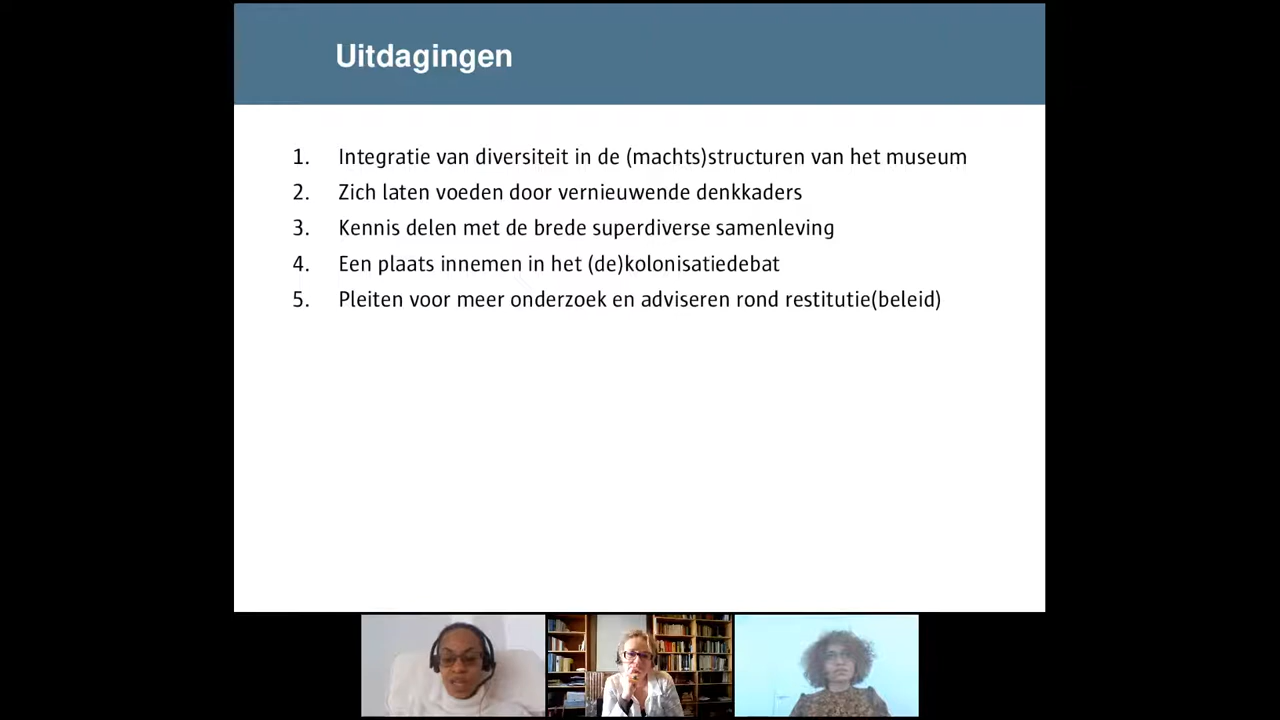 Uitdagingen
1. Integratie van diversiteit in de (machts)structuren van het museum
2. Zich laten voeden door vernieuwende denkkaders
3. Kennis delen met de brede superdiverse samenleving
4. Een plaats innemen in het (de)kolonisatiedebat
5. Pleiten voor meer onderzoek en adviseren rond restitutie(beleid)